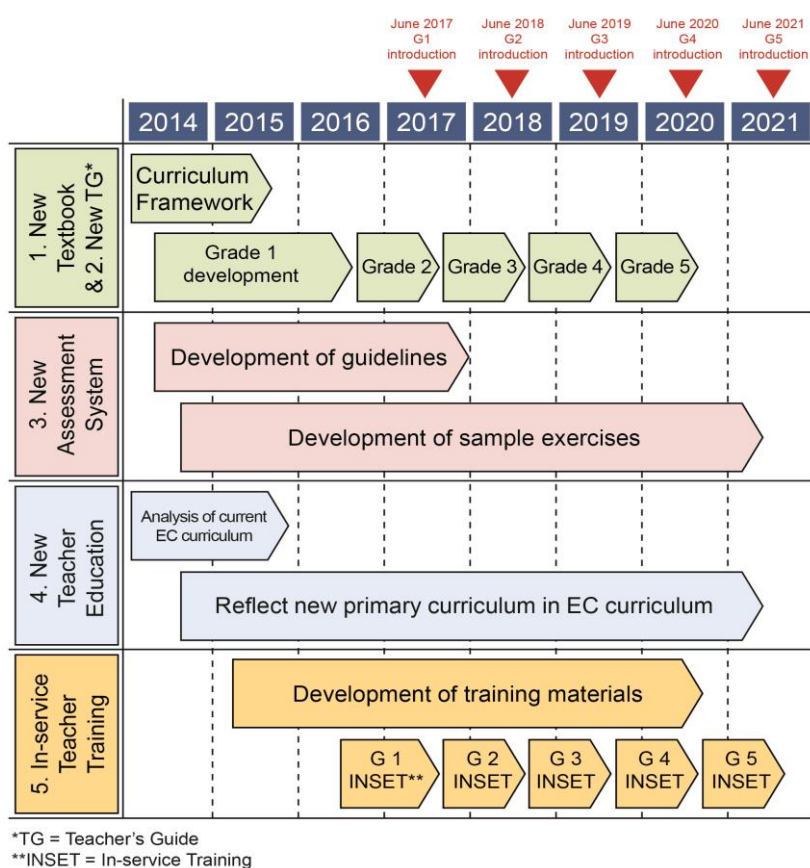 June 2017
G1
introduction
June 2018
G2
introduction
June 2019
G3
introduction
June 2020
G4
introduction
June 2021
G5
introduction
2014
2015
2016
2017
2018
2019
2020
2021
1. New
Textbook
& 2. New TG*
Curriculum
Framework
Grade 1
development
Grade 2
Grade 3
Grade 4
Grade 5
3. New
Assessment
System
Development of guidelines
Development of sample exercises
4. New
Teacher
Education
Analysis of current
EC curriculum
Reflect new primary curriculum in EC curriculum
5. In-service
Teacher
Training
Development of training materials
G 1
INSET**
G 2
INSET
G 3
INSET
G 4
INSET
G 5
INSET
*TG = Teacher's Guide
**INSET = In-service Training